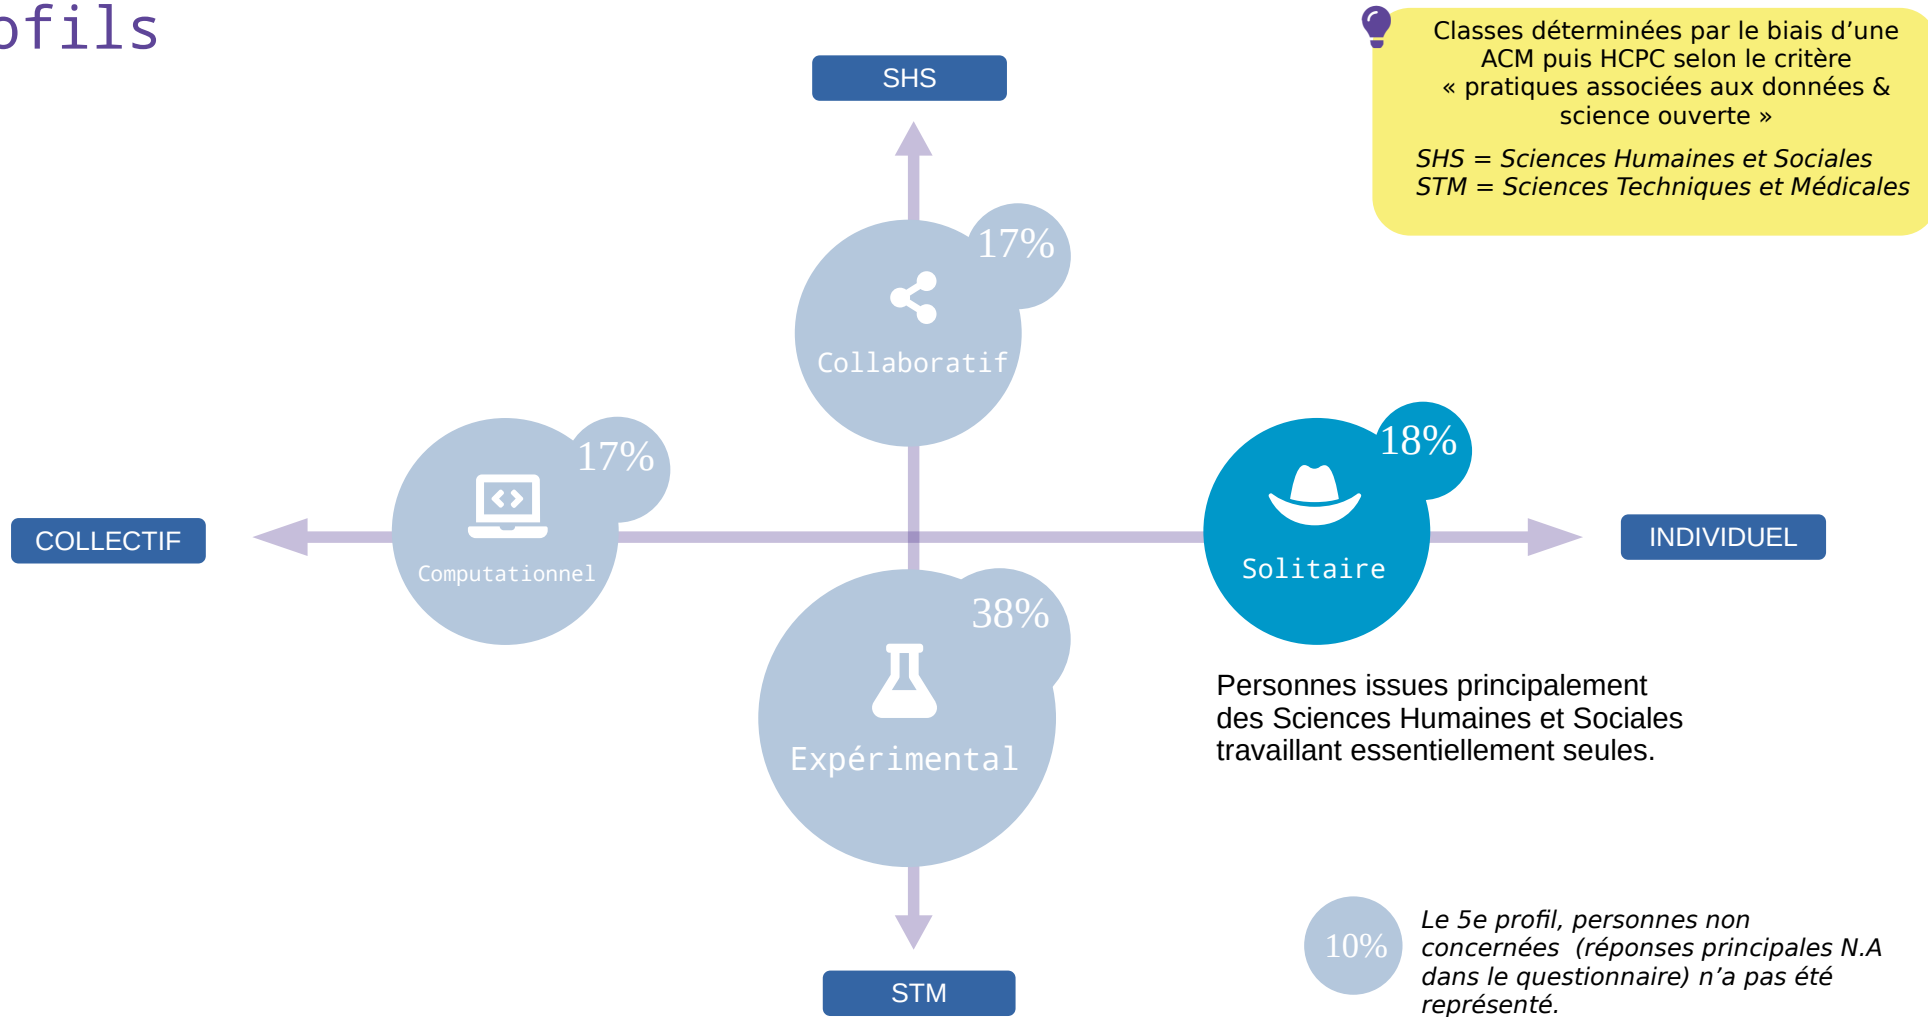 ofils
SHS
Classes déterminées par le biais d’une
ACM puis HCPC selon le critère
« pratiques associées aux données &
science ouverte »
SHS = Sciences Humaines et Sociales
STM = Sciences Techniques et Médicales
17%
Collaboratif
17%
Computationnel
18%
Solitaire
COLLECTIF
INDIVIDUEL
38%
Expérimental
Personnes issues principalement
des Sciences Humaines et Sociales
travaillant essentiellement seules.
STM
10%
Le 5e profil, personnes non
concernées (réponses principales N.A
dans le questionnaire) n’a pas été
représenté.